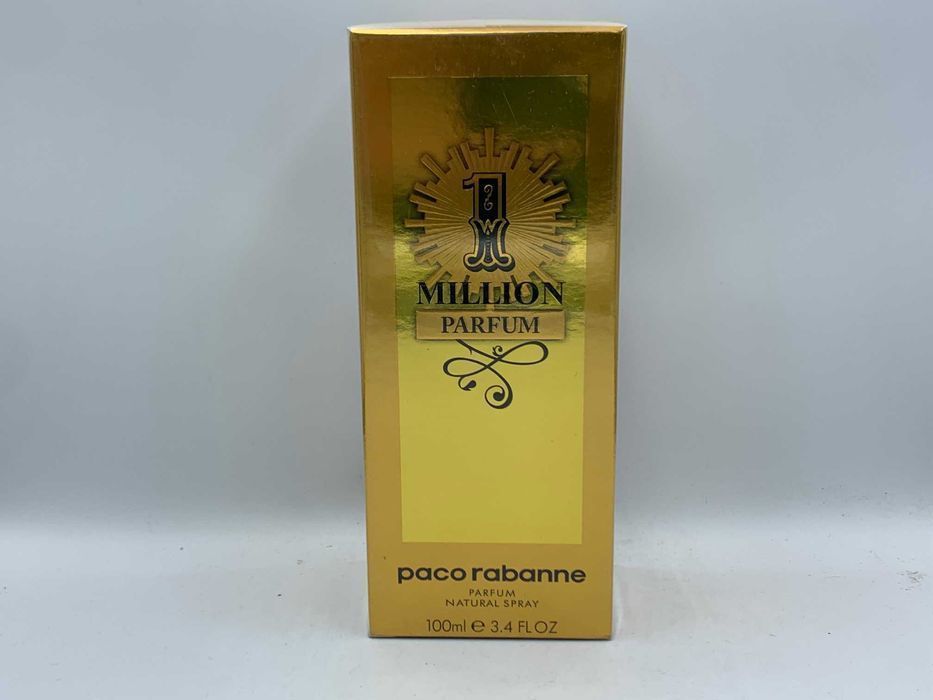 1
MILLION
PARFUM
paco rabanne
PARFUM
NATURAL SPRAY
100ml ℮ 3.4 FL OZ